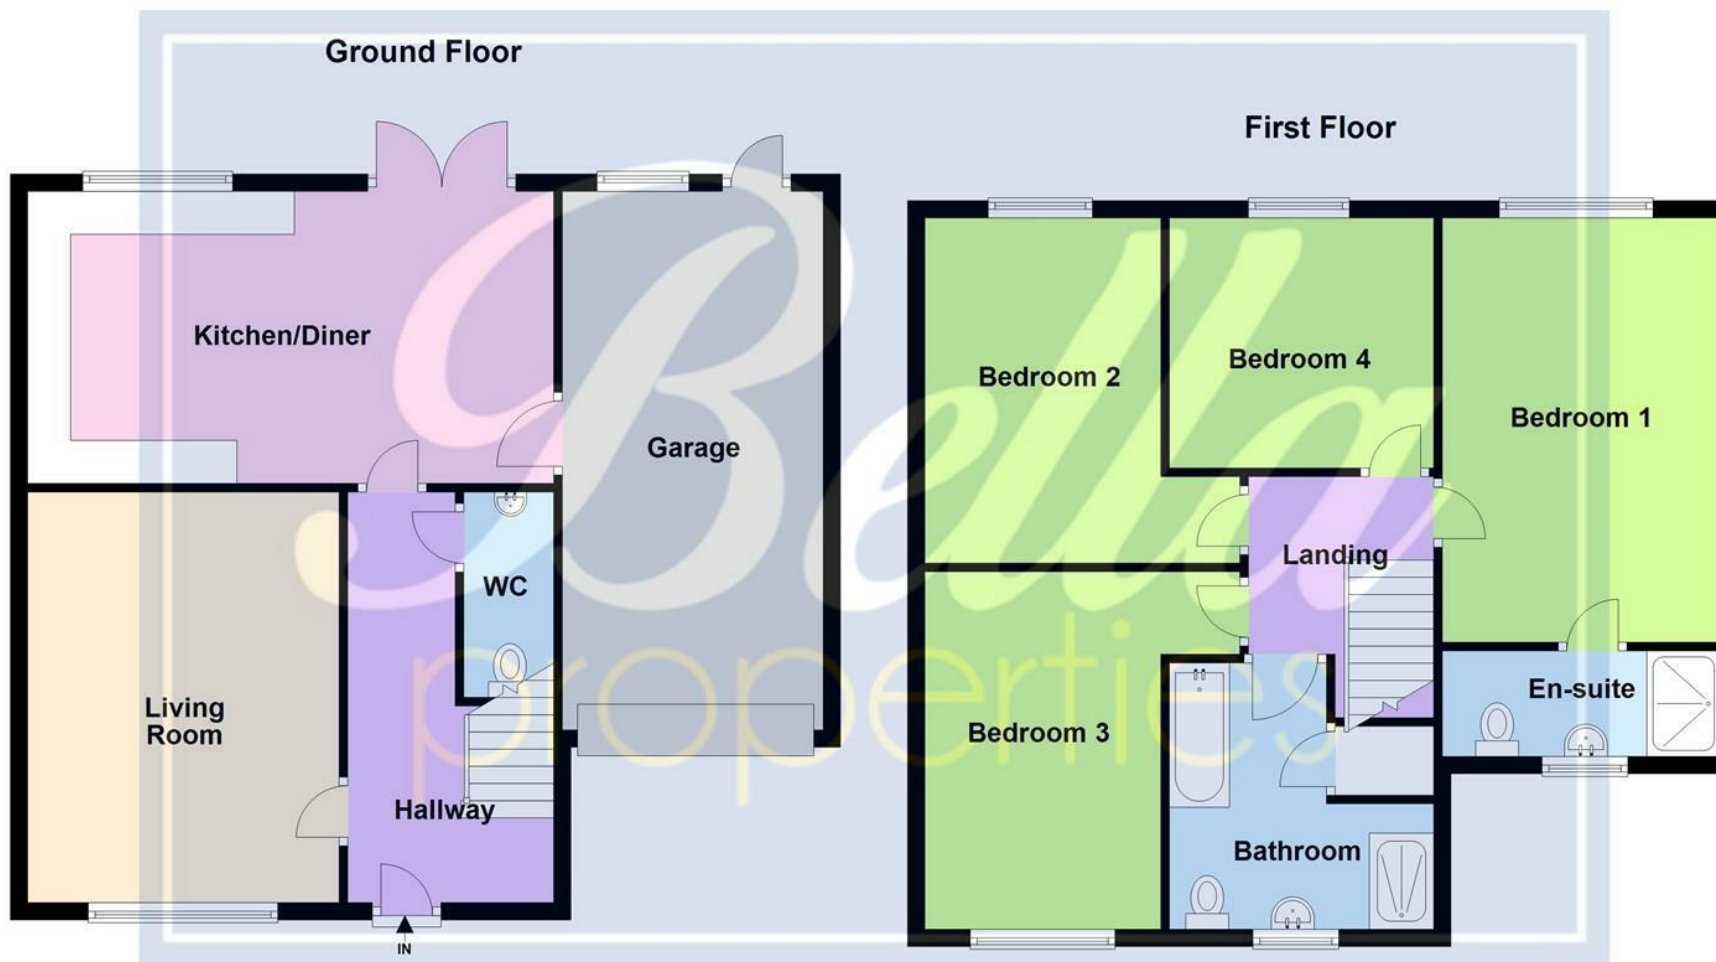 Ground Floor
First Floor
Kitchen/Diner
Garage
WC
Living
Room
Hallway
IN
Bedroom 2
Bedroom 4
Bedroom 1
Landing
Bedroom 3
En-suite
Bathroom
Bella
properties